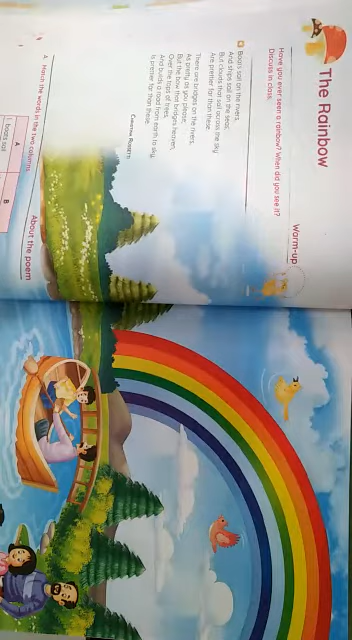 The Rainbow
Warm-up
Have you ever seen a rainbow? When did you see it?
Discuss in class.
Boats sail on the rivers,
And ships sail on the seas;
But clouds that sail across the sky
Are prettier far than these.
There are bridges on the rivers,
As pretty as you please;
But the bow that bridges heaven,
Over the tops of trees,
And builds a road from earth to sky,
Is prettier far than these.
CHRISTINA ROSSETTI
About the poem
A. Match the words in the two columns.
A B
1. boats sail